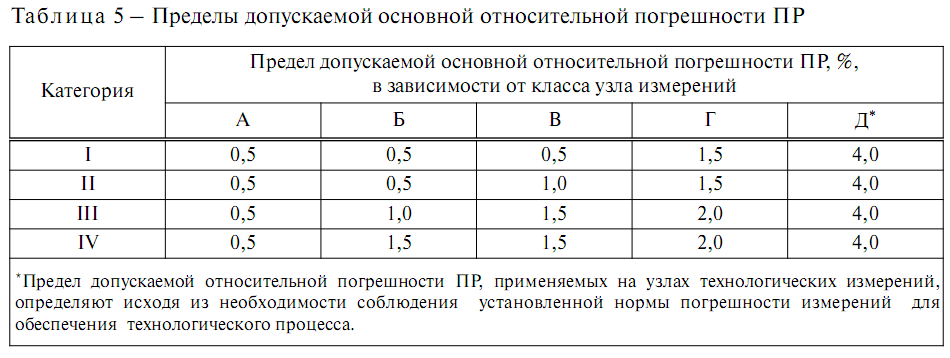 Таблица 5 — Пределы допускаемой основной относительной погрешности ПР
Категория
Предел допускаемой основной относительной погрешности ПР, %,
в зависимости от класса узла измерений
А Б В Г Д*
I 0,5 0,5 0,5 1,5 4,0
II 0,5 0,5 1,0 1,5 4,0
III 0,5 1,0 1,5 2,0 4,0
IV 0,5 1,5 1,5 2,0 4,0
*Предел допускаемой относительной погрешности ПР, применяемых на узлах технологических измерений,
определяют исходя из необходимости соблюдения установленной нормы погрешности измерений для
обеспечения технологического процесса.